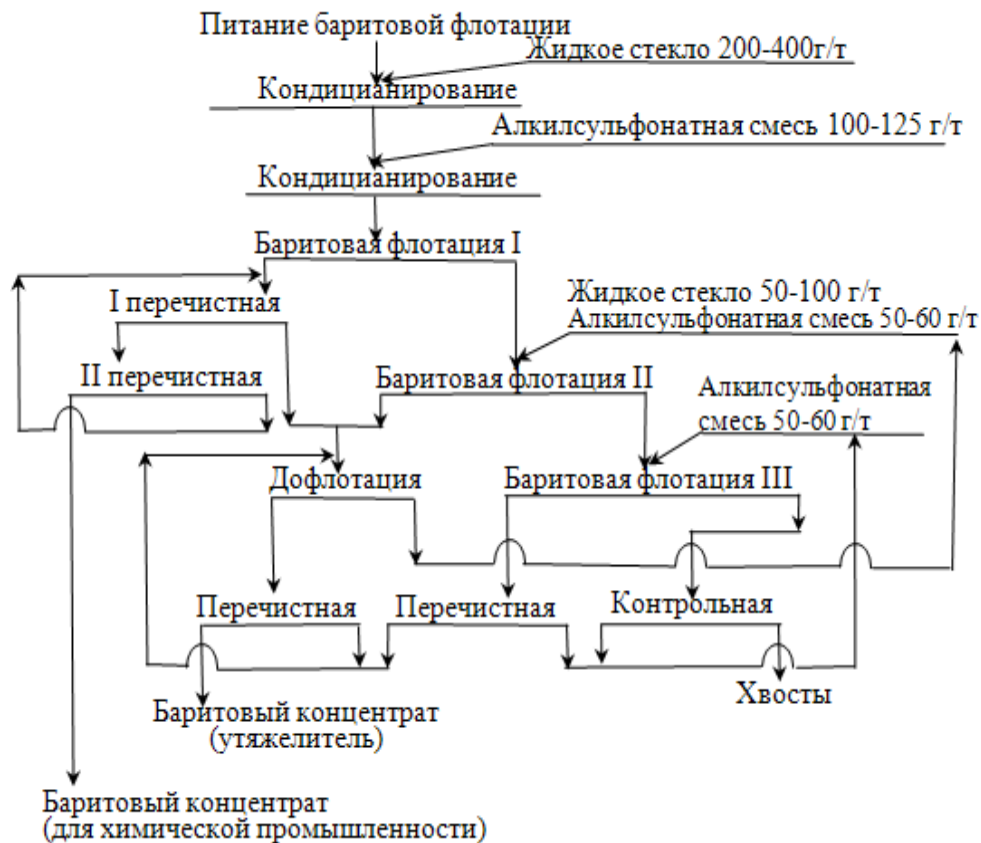 Питание баритовой флотации
Жидкое стекло 200-400г/т
Кондицианирование
Алкилсульфонатная смесь 100-125 г/т
Кондицианирование
Баритовая флотация I
I перечистная
Жидкое стекло 50-100 г/т
Алкилсульфонатная смесь 50-60 г/т
II перечистная
Баритовая флотация II
Алкилсульфонатная
смесь 50-60 г/т
Дофлотация
Баритовая флотация III
Перечистная
Перечистная
Контрольная
Хвосты
Баритовый концентрат
(утяжелитель)
Баритовый концентрат
(для химической промышленности)